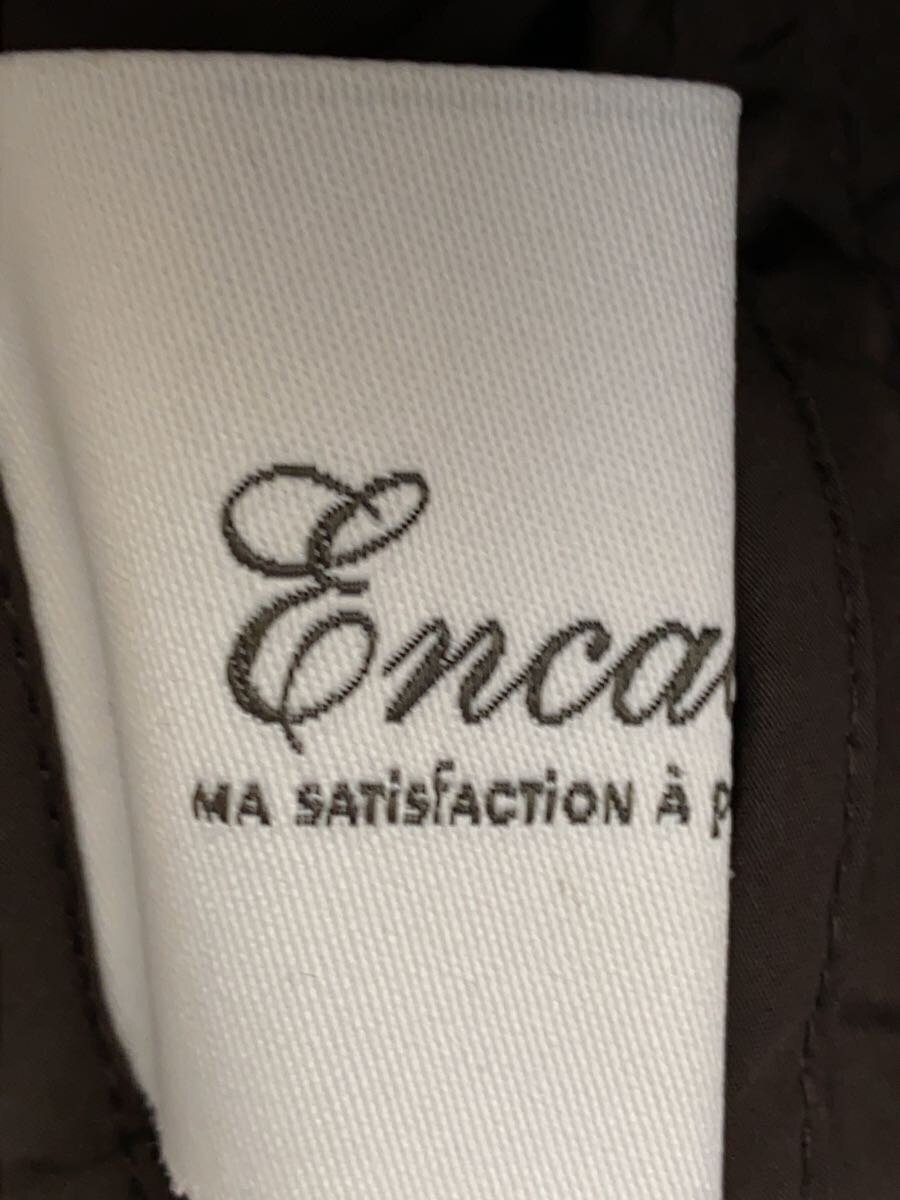 Enca
MA SATiSfACTiON À p